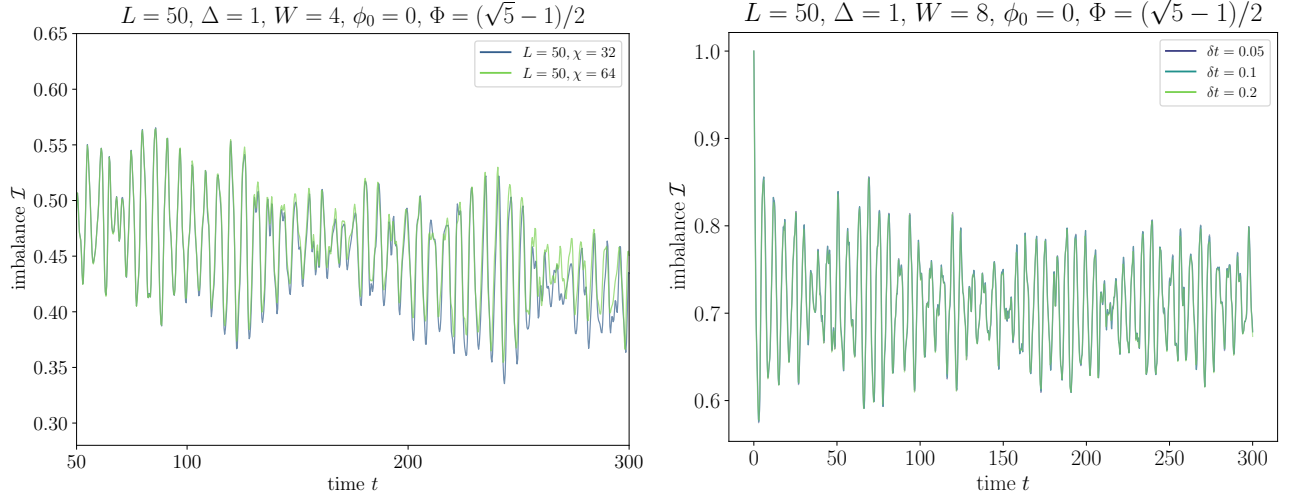 L = 50, Δ = 1, W = 4, ϕ₀ = 0, Φ = (√5 − 1)/2
L = 50, χ = 32
L = 50, χ = 64
imbalance ℐ
0.65
0.60
0.55
0.50
0.45
0.40
0.35
0.30
50
100
200
300
time t
L = 50, Δ = 1, W = 8, ϕ₀ = 0, Φ = (√5 − 1)/2
δt = 0.05
δt = 0.1
δt = 0.2
imbalance ℐ
1.0
0.9
0.8
0.7
0.6
0
50
100
150
200
250
300
time t